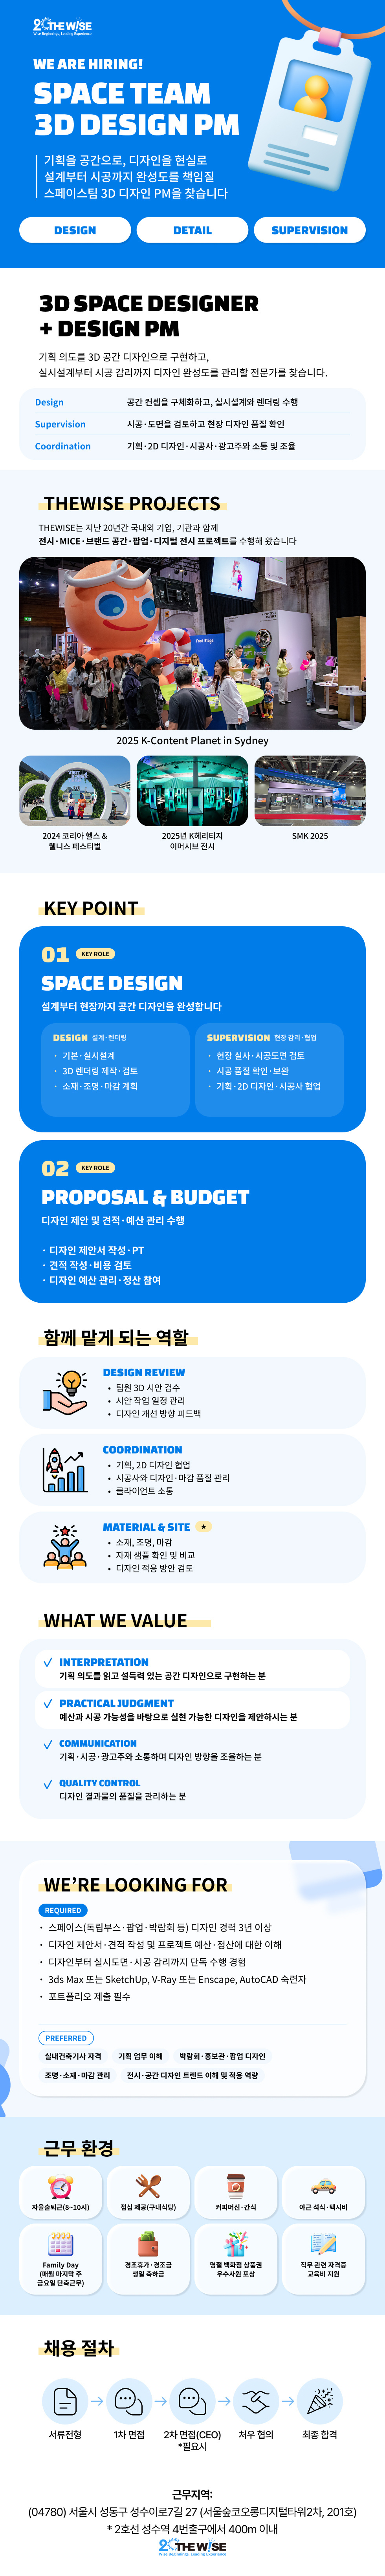 20 THE WISE
Wise Beginnings, Leading Experience
WE ARE HIRING!
SPACE TEAM
3D DESIGN PM
기획을 공간으로, 디자인을 현실로
설계부터 시공까지 완성도를 책임질
스페이스팀 3D 디자인 PM을 찾습니다
DESIGN
DETAIL
SUPERVISION
3D SPACE DESIGNER
+ DESIGN PM
기획 의도를 3D 공간 디자인으로 구현하고,
실시설계부터 시공 감리까지 디자인 완성도를 관리할 전문가를 찾습니다.
Design 공간 컨셉을 구체화하고, 실시설계와 렌더링 수행
Supervision 시공·도면을 검토하고 현장 디자인 품질 확인
Coordination 기획·2D 디자인·시공사·광고주와 소통 및 조율
THEWISE PROJECTS
THEWISE는 지난 20년간 국내외 기업, 기관과 함께
전시·MICE·브랜드 공간·팝업·디지털 전시 프로젝트를 수행해 왔습니다
2025 K-Content Planet in Sydney
2024 코리아 헬스 &
웰니스 페스티벌
2025년 K헤리티지
이머시브 전시
SMK 2025
KEY POINT
01 KEY ROLE
SPACE DESIGN
설계부터 현장까지 공간 디자인을 완성합니다
DESIGN 설계·렌더링
· 기본·실시설계
· 3D 렌더링 제작·검토
· 소재·조명·마감 계획
SUPERVISION 현장 감리·협업
· 현장 실사·시공도면 검토
· 시공 품질 확인·보완
· 기획·2D 디자인·시공사 협업
02 KEY ROLE
PROPOSAL & BUDGET
디자인 제안 및 견적·예산 관리 수행
· 디자인 제안서 작성·PT
· 견적 작성·비용 검토
· 디자인 예산 관리·정산 참여
함께 맡게 되는 역할
DESIGN REVIEW
• 팀원 3D 시안 검수
• 시안 작업 일정 관리
• 디자인 개선 방향 피드백
COORDINATION
• 기획, 2D 디자인 협업
• 시공사와 디자인·마감 품질 관리
• 클라이언트 소통
MATERIAL & SITE ★
• 소재, 조명, 마감
• 자재 샘플 확인 및 비교
• 디자인 적용 방안 검토
WHAT WE VALUE
INTERPRETATION
기획 의도를 읽고 설득력 있는 공간 디자인으로 구현하는 분
PRACTICAL JUDGMENT
예산과 시공 가능성을 바탕으로 실현 가능한 디자인을 제안하시는 분
COMMUNICATION
기획·시공·광고주와 소통하며 디자인 방향을 조율하는 분
QUALITY CONTROL
디자인 결과물의 품질을 관리하는 분
WE'RE LOOKING FOR
REQUIRED
· 스페이스(독립부스·팝업·박람회 등) 디자인 경력 3년 이상
· 디자인 제안서·견적 작성 및 프로젝트 예산·정산에 대한 이해
· 디자인부터 실시도면·시공 감리까지 단독 수행 경험
· 3ds Max 또는 SketchUp, V-Ray 또는 Enscape, AutoCAD 숙련자
· 포트폴리오 제출 필수
PREFERRED
실내건축기사 자격 기획 업무 이해 박람회·홍보관·팝업 디자인
조명·소재·마감 관리 전시·공간 디자인 트렌드 이해 및 적용 역량
근무 환경
자율출퇴근(8~10시)
점심 제공(구내식당)
커피머신·간식
야근 석식·택시비
Family Day
(매월 마지막 주
금요일 단축근무)
경조휴가·경조금
생일 축하금
명절 백화점 상품권
우수사원 포상
직무 관련 자격증
교육비 지원
채용 절차
서류전형
1차 면접
2차 면접(CEO)
*필요시
처우 협의
최종 합격
근무지역:
(04780) 서울시 성동구 성수이로7길 27 (서울숲코오롱디지털타워2차, 201호)
* 2호선 성수역 4번출구에서 400m 이내
20 THE WISE
Wise Beginnings, Leading Experience